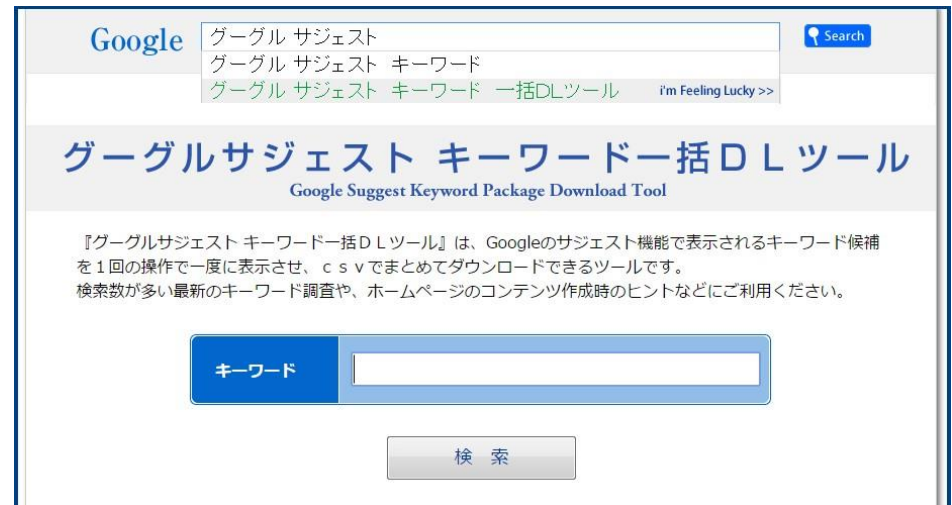 Google グーグル サジェスト Search
グーグル サジェスト キーワード
グーグル サジェスト キーワード 一括DLツール i'm Feeling Lucky >>
グーグルサジェスト キーワード一括ＤＬツール
Google Suggest Keyword Package Download Tool
『グーグルサジェスト キーワード一括ＤＬツール』は、Googleのサジェスト機能で表示されるキーワード候補
を１回の操作で一度に表示させ、ｃｓｖでまとめてダウンロードできるツールです。
検索数が多い最新のキーワード調査や、ホームページのコンテンツ作成時のヒントなどにご利用ください。
キーワード
検 索